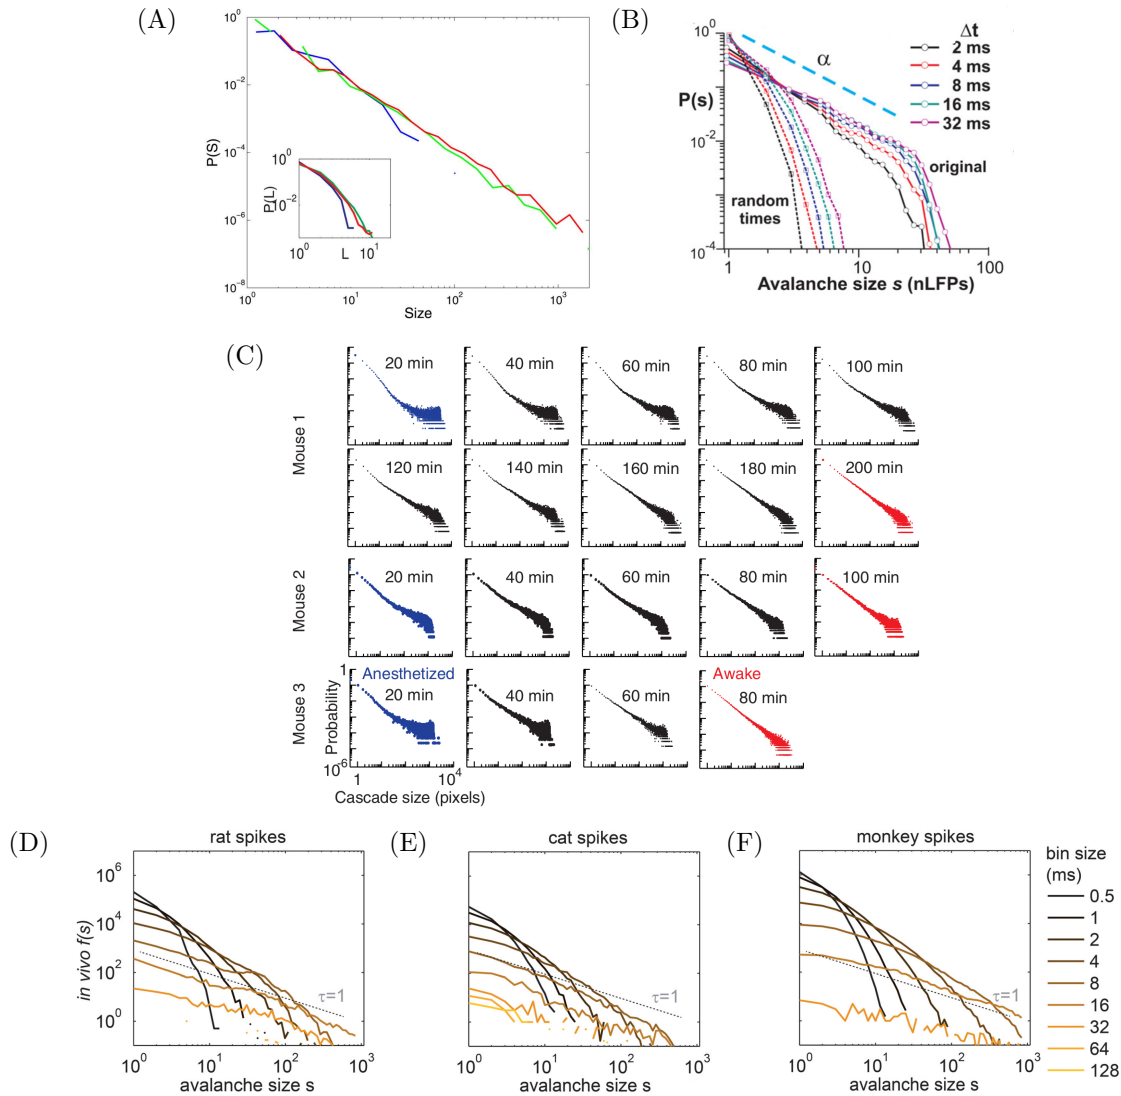 (A)
10^0
10^-2
10^-4
10^-6
10^-8
P(S)
10^0
10^-2
P(L)
10^0
L
10^1
10^0
10^1
10^2
10^3
Size
(B)
10^0
10^-2
10^-4
P(s)
α
Δt
2 ms
4 ms
8 ms
16 ms
32 ms
original
random
times
1
10
100
Avalanche size s (nLFPs)
(C)
Mouse 1
20 min
40 min
60 min
80 min
100 min
120 min
140 min
160 min
180 min
200 min
Mouse 2
20 min
40 min
60 min
80 min
100 min
Mouse 3
Probability
1
10^-6
Anesthetized
20 min
40 min
60 min
Awake
80 min
1
10^4
Cascade size (pixels)
(D)
rat spikes
in vivo f(s)
10^6
10^4
10^2
10^0
τ=1
10^0
10^1
10^2
10^3
avalanche size s
(E)
cat spikes
τ=1
10^0
10^1
10^2
10^3
avalanche size s
(F)
monkey spikes
τ=1
10^0
10^1
10^2
10^3
avalanche size s
bin size
(ms)
0.5
1
2
4
8
16
32
64
128